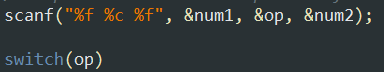 scanf("%f %c %f", &num1, &op, &num2);
switch(op)